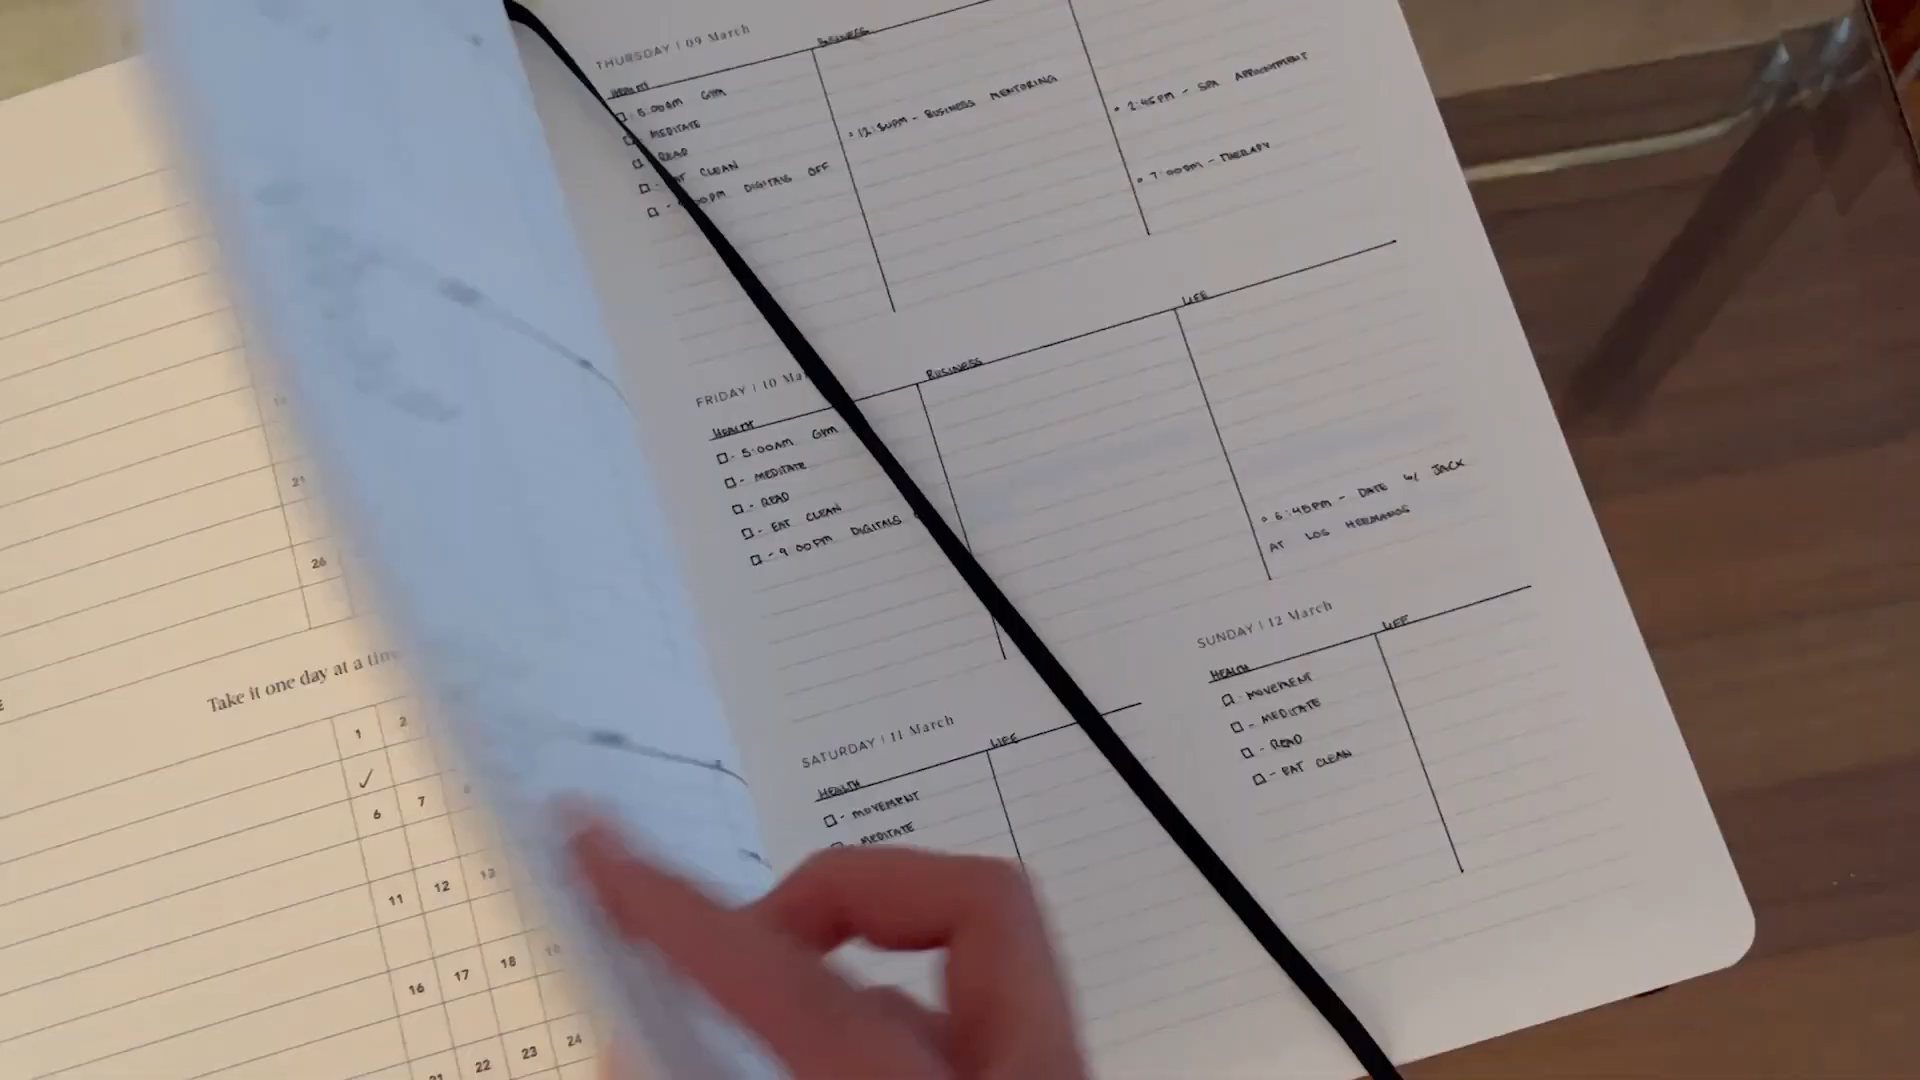 THURSDAY | 09 March
HEALTH
BUSINESS
5:00AM GYM
MEDITATE
READ
CLEAN
DIGITALS OFF
• 12:30PM - BUSINESS MENTORING
• 2:45PM - SPA APPOINTMENT
• 7:00PM - THERAPY
FRIDAY | 10
HEALTH
BUSINESS
LIFE
- 5:00AM GYM
- MEDITATE
- READ
- EAT CLEAN
- 9:00PM DIGITALS
• 6:45PM - DATE W/ JACK
AT LOS HERMANOS
SATURDAY | 11 March
HEALTH
LIFE
- MOVEMENT
- MEDITATE
SUNDAY | 12 March
HEALTH
LIFE
- MOVEMENT
- MEDITATE
- READ
- EAT CLEAN
21
26
Take it one day at a
1 2
✓
6 7
11 12 13
16 17 18
21 22 23 24